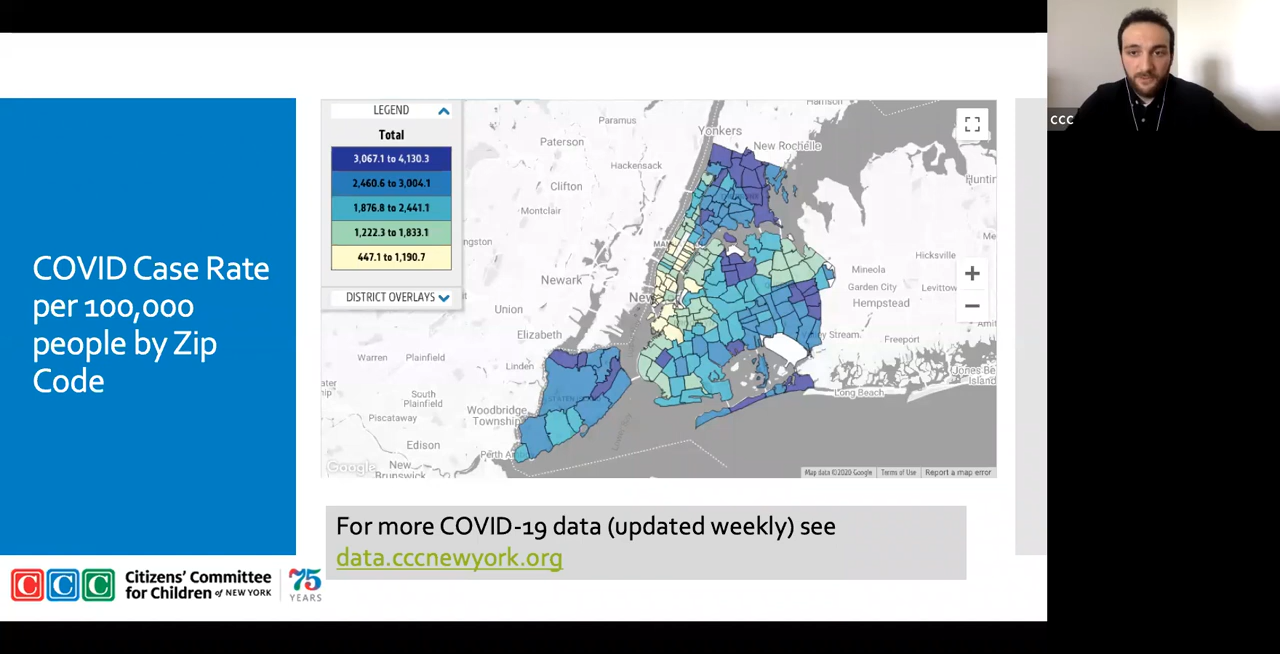 COVID Case Rate
per 100,000
people by Zip
Code
LEGEND
Total
3,067.1 to 4,130.3
2,460.6 to 3,004.1
1,876.8 to 2,441.1
1,222.3 to 1,833.1
447.1 to 1,190.7
DISTRICT OVERLAYS
Harrison
Paramus
Yonkers
Paterson
New Rochelle
Hackensack
Clifton
Montclair
Newark
Union
Elizabeth
Linden
Warren
Plainfield
South
Plainfield
Woodbridge
Township
Piscataway
Edison
Perth
New
Brunswick
Hicksville
Mineola
Garden City
Levittow
Hempstead
Stream
Freeport
Jones Be
Island
Long Beach
+
−
Google
Map data ©2020 Google
Terms of Use
Report a map error
For more COVID-19 data (updated weekly) see
data.cccnewyork.org
CCC
Citizens' Committee
for Children of NEW YORK
75
YEARS
CCC